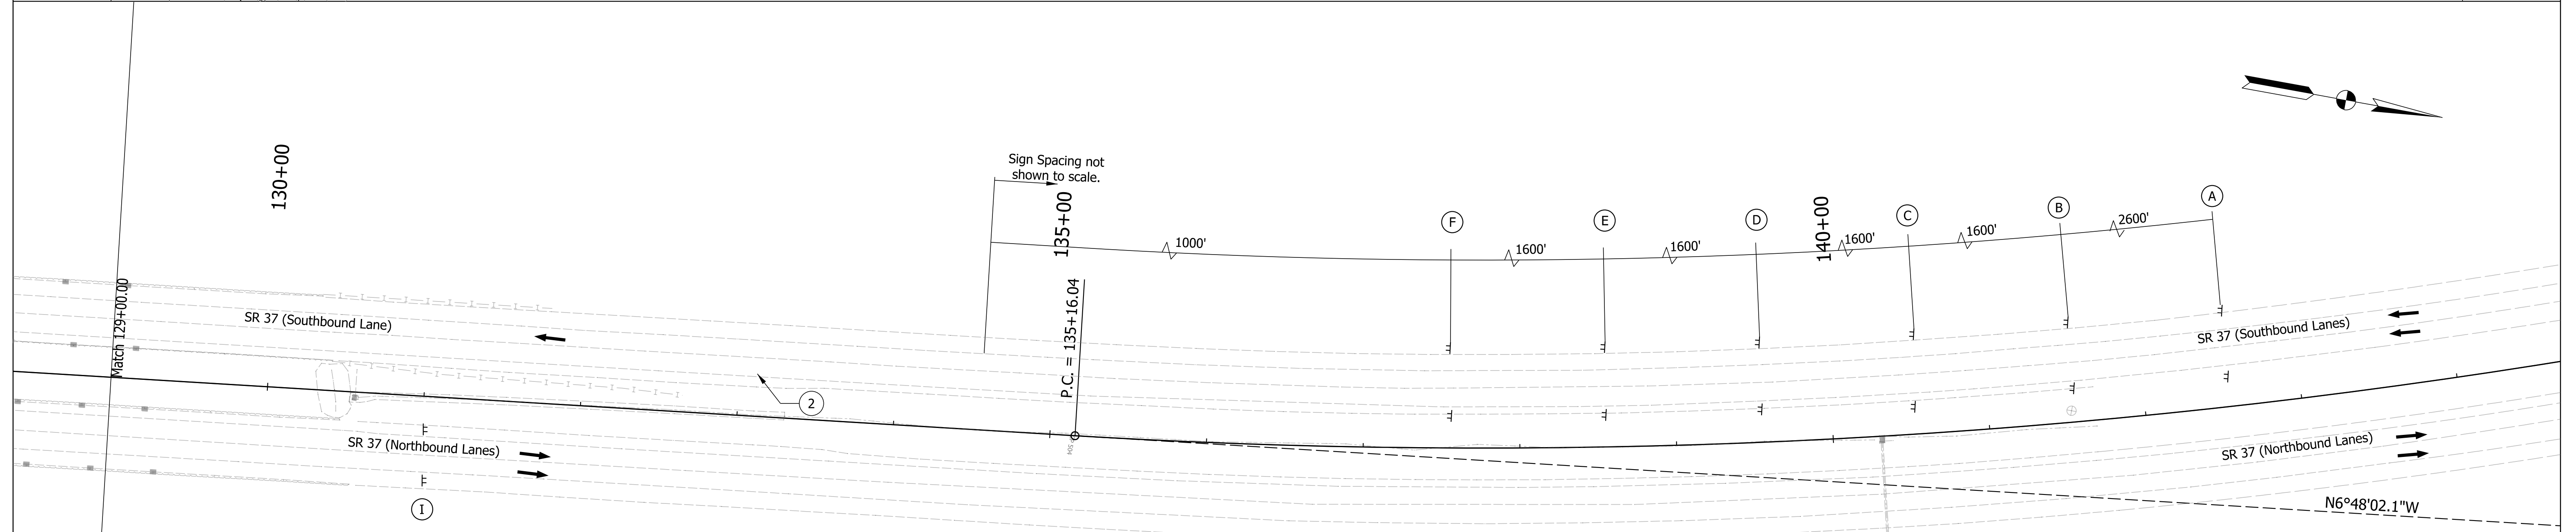 Match 129+00.00
130+00
Sign Spacing not
shown to scale.
135+00
P.C. = 135+16.04
140+00
F
E
D
C
B
A
1000'
1600'
1600'
1600'
1600'
2600'
SR 37 (Southbound Lane)
SR 37 (Southbound Lanes)
2
SR 37 (Northbound Lanes)
SR 37 (Northbound Lanes)
I
N6°48'02.1"W